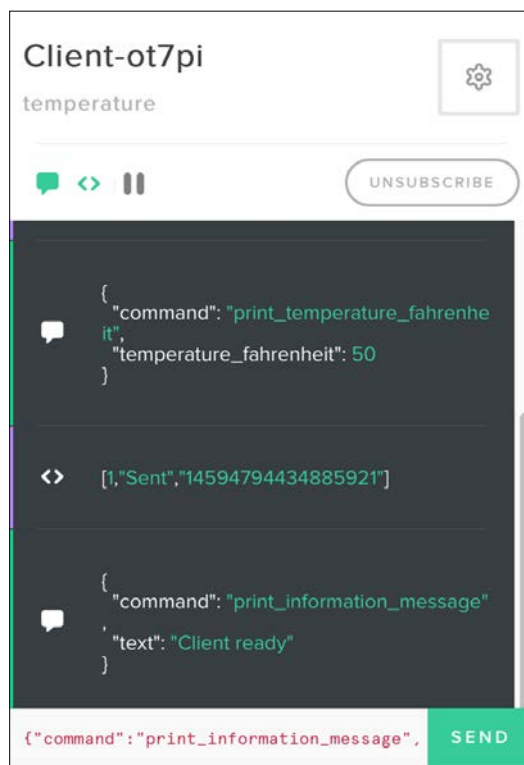 Client-ot7pi
temperature
UNSUBSCRIBE
{
"command": "print_temperature_fahrenhe
it",
"temperature_fahrenheit": 50
}
[1,"Sent","14594794434885921"]
{
"command": "print_information_message"
,
"text": "Client ready"
}
{"command":"print_information_message",
SEND